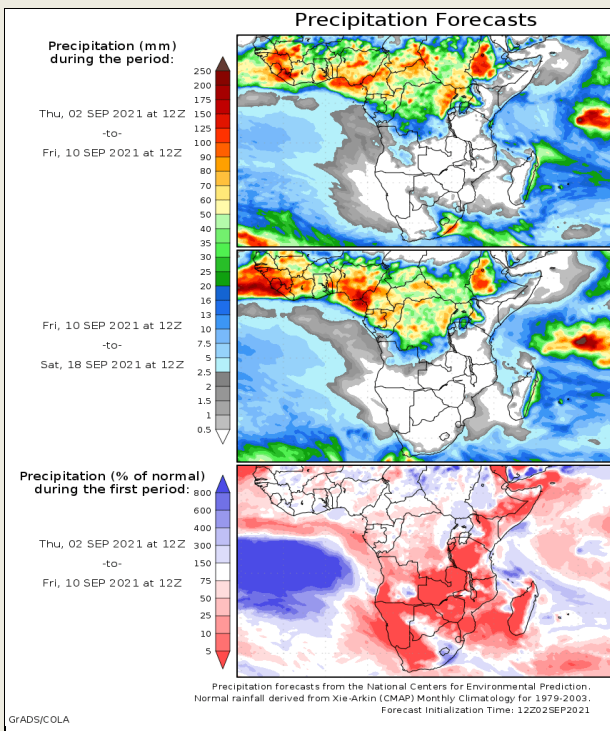 Precipitation Forecasts
Precipitation (mm)
during the period:
Thu, 02 SEP 2021 at 12Z
-to-
Fri, 10 SEP 2021 at 12Z
250
200
175
150
125
100
90
80
70
60
50
40
35
30
25
20
16
13
10
7.5
5
2.5
2
1.5
1
0.5
Fri, 10 SEP 2021 at 12Z
-to-
Sat, 18 SEP 2021 at 12Z
Precipitation (% of normal)
during the first period:
Thu, 02 SEP 2021 at 12Z
-to-
Fri, 10 SEP 2021 at 12Z
800
600
400
300
150
75
50
25
10
5
Precipitation forecasts from the National Centers for Environmental Prediction.
Normal rainfall derived from Xie-Arkin (CMAP) Monthly Climatology for 1979-2003.
Forecast Initialization Time: 12Z02SEP2021
GrADS/COLA